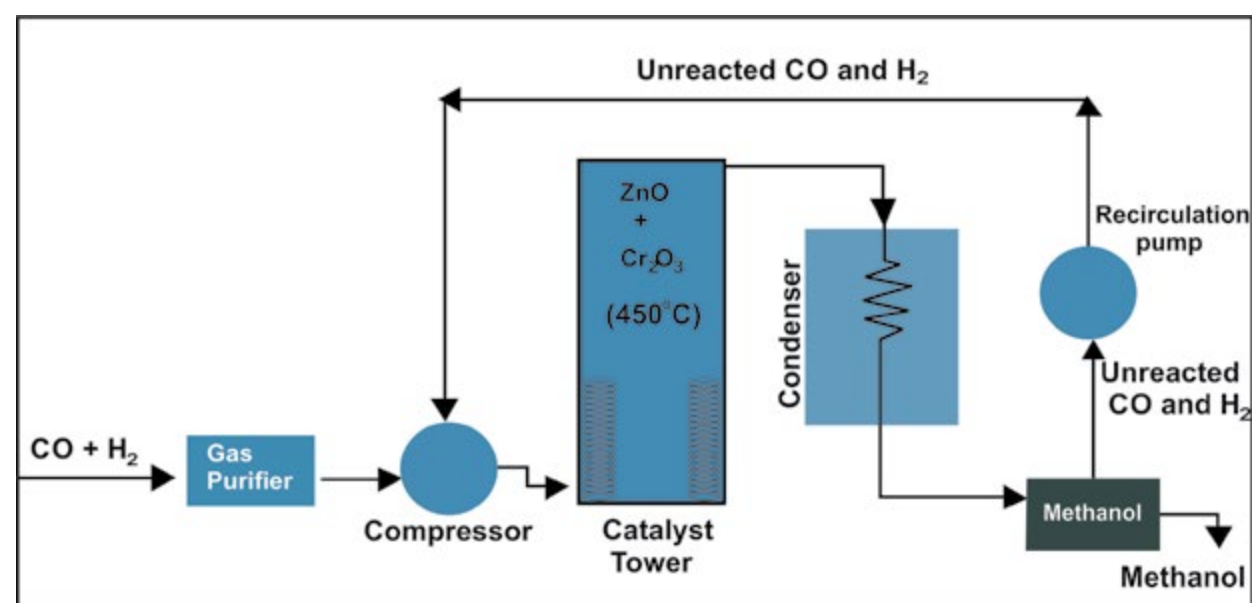 Unreacted CO and H₂
ZnO
+
Cr₂O₃
(450°C)
Condenser
Recirculation
pump
Unreacted
CO and H₂
CO + H₂
Gas
Purifier
Compressor
Catalyst
Tower
Methanol
Methanol